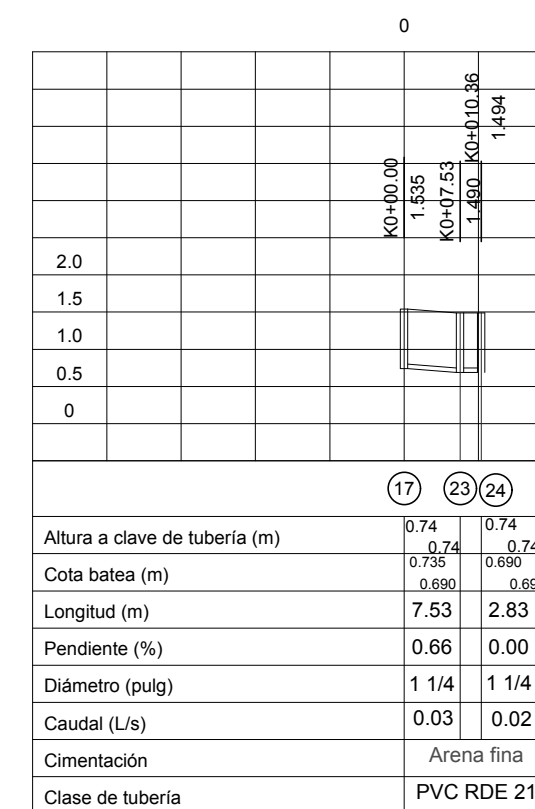 0
K0+00.00
1.535
K0+07.53
1.490
K0+010.36
1.494
2.0
1.5
1.0
0.5
0
17 23 24
Altura a clave de tubería (m) 0.74 0.74 0.74 0.74
Cota batea (m) 0.735 0.690 0.690 0.69
Longitud (m) 7.53 2.83
Pendiente (%) 0.66 0.00
Diámetro (pulg) 1 1/4 1 1/4
Caudal (L/s) 0.03 0.02
Cimentación Arena fina
Clase de tubería PVC RDE 21